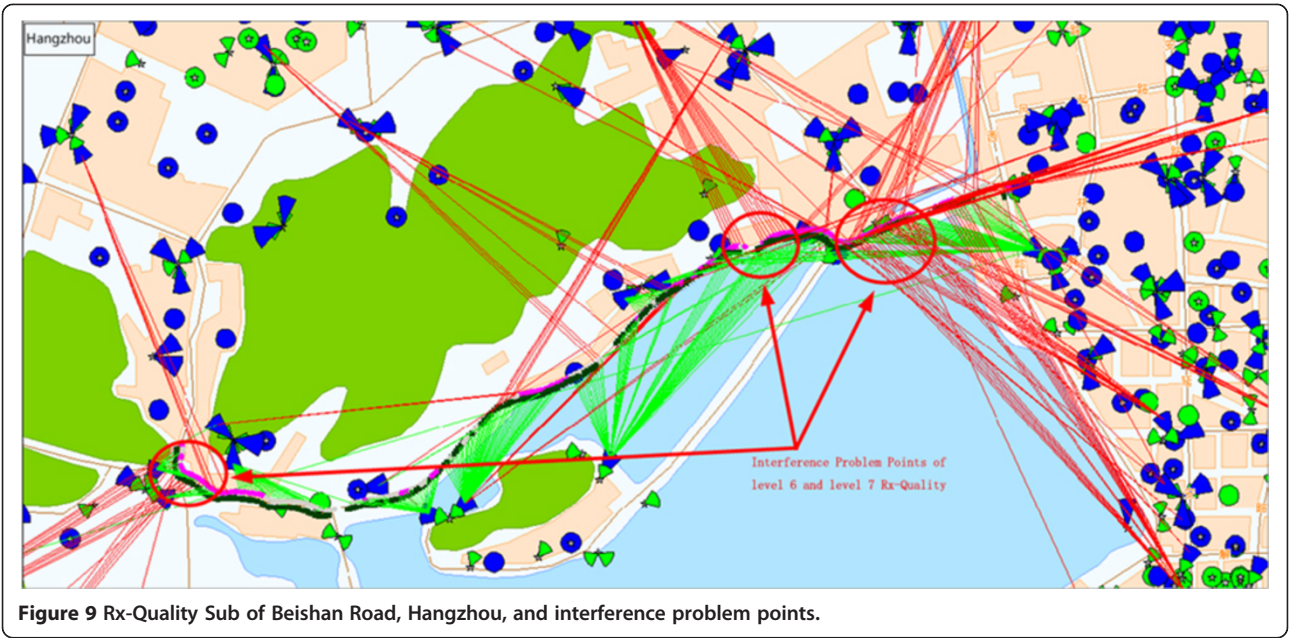 Hangzhou
Interference Problem Points of
level 6 and level 7 Rx-Quality
Figure 9 Rx-Quality Sub of Beishan Road, Hangzhou, and interference problem points.